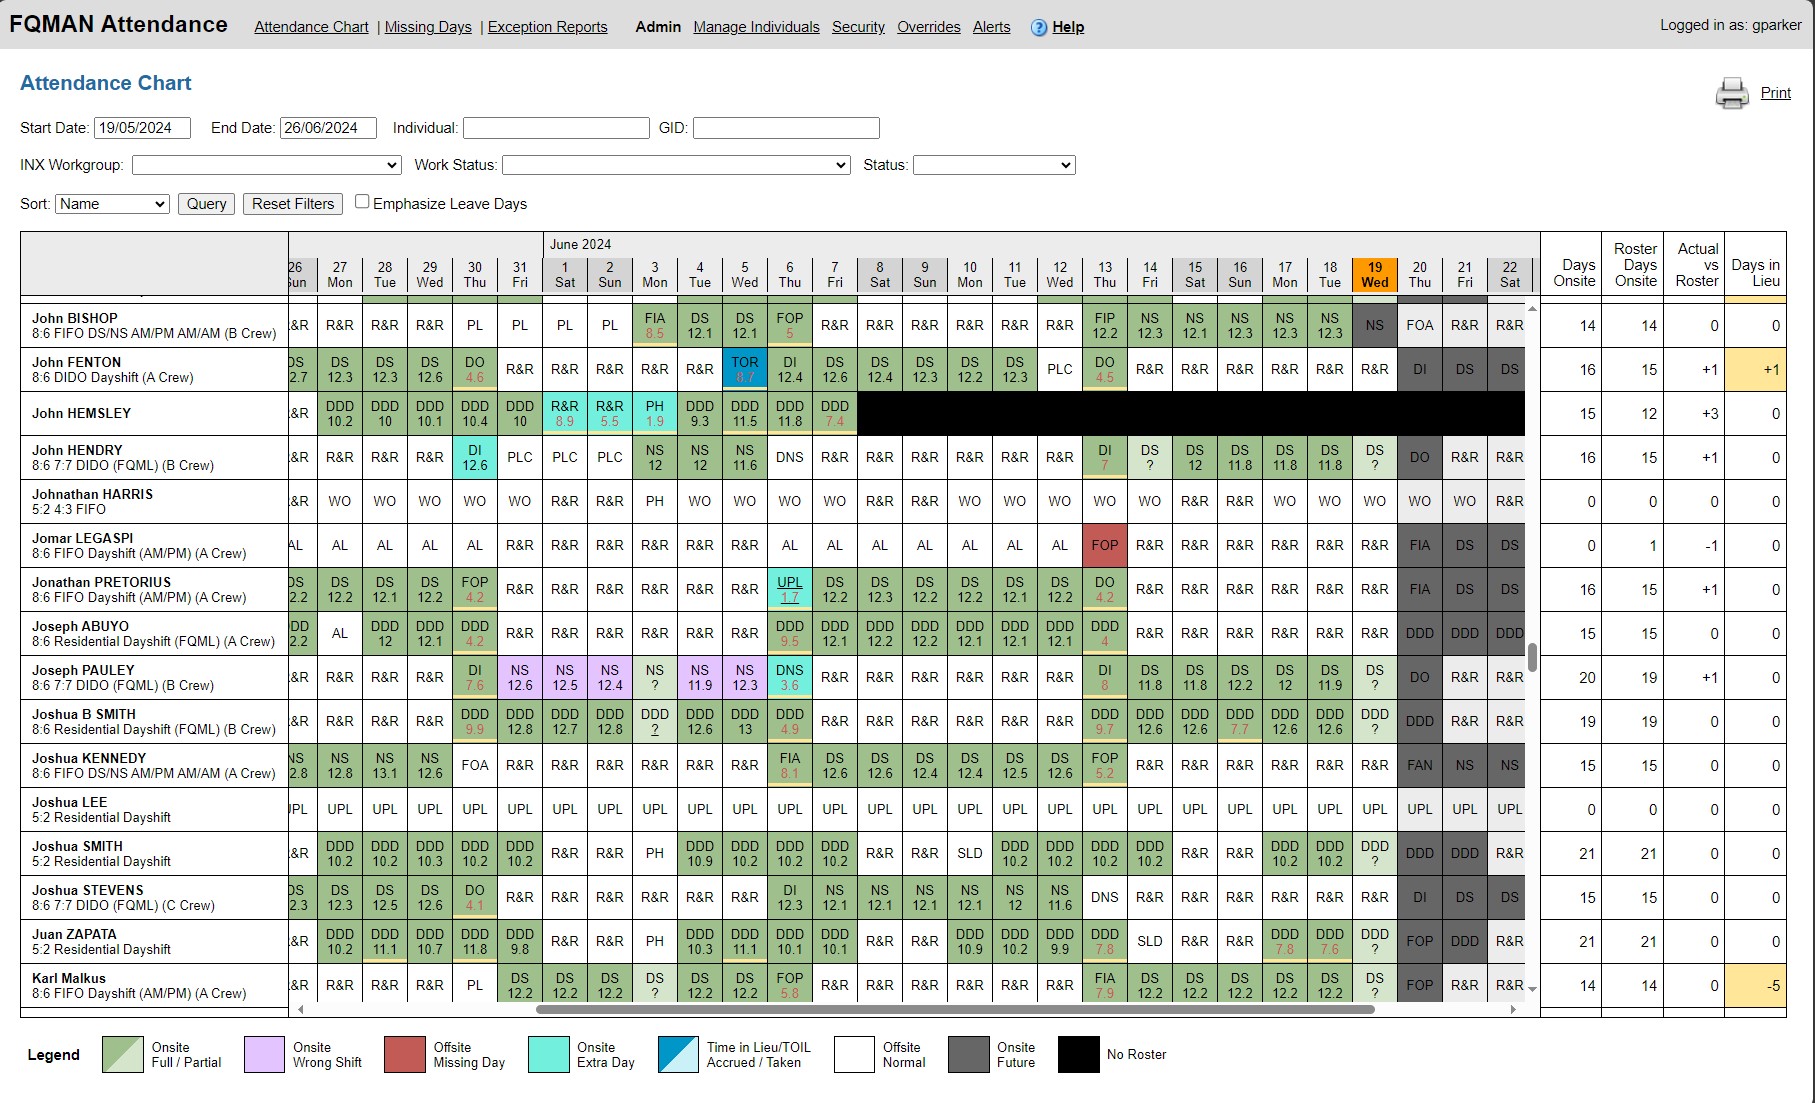 FQMAN Attendance Attendance Chart | Missing Days | Exception Reports Admin Manage Individuals Security Overrides Alerts ? Help Logged in as: gparker
Attendance Chart
Print
Start Date: 19/05/2024 End Date: 26/06/2024 Individual: GID:
INX Workgroup: Work Status: Status:
Sort: Name Query Reset Filters Emphasize Leave Days
June 2024
26 27 28 29 30 31 1 2 3 4 5 6 7 8 9 10 11 12 13 14 15 16 17 18 19 20 21 22
Sun Mon Tue Wed Thu Fri Sat Sun Mon Tue Wed Thu Fri Sat Sun Mon Tue Wed Thu Fri Sat Sun Mon Tue Wed Thu Fri Sat
Days Onsite Roster Days Onsite Actual vs Roster Days in Lieu
John BISHOP
8:6 FIFO DS/NS AM/PM AM/AM (B Crew)
&R R&R R&R R&R PL PL PL PL FIA 8.5 DS 12.1 DS 12.1 FOP 5 R&R R&R R&R R&R R&R R&R FIP 12.2 NS 12.3 NS 12.1 NS 12.3 NS 12.3 NS 12.3 NS FOA R&R R&R 14 14 0 0
John FENTON
8:6 DIDO Dayshift (A Crew)
DS 2.7 DS 12.3 DS 12.3 DS 12.6 DO 4.6 R&R R&R R&R R&R R&R TOR 8.7 DI 12.4 DS 12.6 DS 12.4 DS 12.3 DS 12.2 DS 12.3 PLC DO 4.5 R&R R&R R&R R&R R&R R&R DI DS DS 16 15 +1 +1
John HEMSLEY
&R DDD 10.2 DDD 10 DDD 10.1 DDD 10.4 DDD 10 R&R 8.9 R&R 5.5 PH 1.9 DDD 9.3 DDD 11.5 DDD 11.8 DDD 7.4 15 12 +3 0
John HENDRY
8:6 7:7 DIDO (FQML) (B Crew)
&R R&R R&R R&R DI 12.6 PLC PLC PLC NS 12 NS 12 NS 11.6 DNS R&R R&R R&R R&R R&R R&R DI 7 DS ? DS 12 DS 11.8 DS 11.8 DS 11.8 DS ? DO R&R R&R 16 15 +1 0
Johnathan HARRIS
5:2 4:3 FIFO
&R WO WO WO WO WO R&R R&R PH WO WO WO WO R&R R&R WO WO WO WO WO R&R R&R WO WO WO WO WO R&R 0 0 0 0
Jomar LEGASPI
8:6 FIFO Dayshift (AM/PM) (A Crew)
AL AL AL AL AL R&R R&R R&R R&R R&R R&R AL AL AL AL AL AL AL FOP R&R R&R R&R R&R R&R R&R FIA DS DS 0 1 -1 0
Jonathan PRETORIUS
8:6 FIFO Dayshift (AM/PM) (A Crew)
DS 2.2 DS 12.2 DS 12.1 DS 12.2 FOP 4.2 R&R R&R R&R R&R R&R R&R UPL 1.7 DS 12.2 DS 12.3 DS 12.2 DS 12.2 DS 12.1 DS 12.2 DO 4.2 R&R R&R R&R R&R R&R R&R FIA DS DS 16 15 +1 0
Joseph ABUYO
8:6 Residential Dayshift (FQML) (A Crew)
DDD 2.2 AL DDD 12 DDD 12.1 DDD 4.2 R&R R&R R&R R&R R&R R&R DDD 9.5 DDD 12.1 DDD 12.2 DDD 12.2 DDD 12.1 DDD 12.1 DDD 12.1 DDD 4 R&R R&R R&R R&R R&R R&R DDD DDD DDD 15 15 0 0
Joseph PAULEY
8:6 7:7 DIDO (FQML) (B Crew)
&R R&R R&R R&R DI 7.6 NS 12.6 NS 12.5 NS 12.4 NS ? NS 11.9 NS 12.3 DNS 3.6 R&R R&R R&R R&R R&R R&R DI 8 DS 11.8 DS 11.8 DS 12.2 DS 12 DS 11.9 DS ? DO R&R R&R 20 19 +1 0
Joshua B SMITH
8:6 Residential Dayshift (FQML) (B Crew)
&R R&R R&R R&R DDD 9.9 DDD 12.8 DDD 12.7 DDD 12.8 DDD ? DDD 12.6 DDD 13 DDD 4.9 R&R R&R R&R R&R R&R R&R DDD 9.7 DDD 12.6 DDD 12.6 DDD 7.7 DDD 12.6 DDD 12.6 DDD ? DDD R&R R&R 19 19 0 0
Joshua KENNEDY
8:6 FIFO DS/NS AM/PM AM/AM (A Crew)
NS 2.8 NS 12.8 NS 13.1 NS 12.6 FOA R&R R&R R&R R&R R&R R&R FIA 8.1 DS 12.6 DS 12.6 DS 12.4 DS 12.4 DS 12.5 DS 12.6 FOP 5.2 R&R R&R R&R R&R R&R R&R FAN NS NS 15 15 0 0
Joshua LEE
5:2 Residential Dayshift
UPL UPL UPL UPL UPL UPL UPL UPL UPL UPL UPL UPL UPL UPL UPL UPL UPL UPL UPL UPL UPL UPL UPL UPL UPL UPL UPL UPL 0 0 0 0
Joshua SMITH
5:2 Residential Dayshift
&R DDD 10.2 DDD 10.2 DDD 10.3 DDD 10.2 DDD 10.2 R&R R&R PH DDD 10.9 DDD 10.2 DDD 10.2 DDD 10.2 R&R R&R SLD DDD 10.2 DDD 10.2 DDD 10.2 DDD 10.2 R&R R&R DDD 10.2 DDD 10.2 DDD ? DDD DDD R&R 21 21 0 0
Joshua STEVENS
8:6 7:7 DIDO (FQML) (C Crew)
DS 2.3 DS 12.3 DS 12.5 DS 12.6 DO 4.1 R&R R&R R&R R&R R&R R&R DI 12.3 NS 12.1 NS 12.1 NS 12.1 NS 12.1 NS 12 NS 11.6 DNS R&R R&R R&R R&R R&R R&R DI DS DS 15 15 0 0
Juan ZAPATA
5:2 Residential Dayshift
&R DDD 10.2 DDD 11.1 DDD 10.7 DDD 11.8 DDD 9.8 R&R R&R PH DDD 10.3 DDD 11.1 DDD 10.1 DDD 10.1 R&R R&R DDD 10.9 DDD 10.2 DDD 9.9 DDD 7.8 SLD R&R R&R DDD 7.8 DDD 7.6 DDD ? FOP DDD R&R 21 21 0 0
Karl Malkus
8:6 FIFO Dayshift (AM/PM) (A Crew)
&R R&R R&R R&R PL DS 12.2 DS 12.2 DS 12.2 DS ? DS 12.2 DS 12.2 FOP 5.8 R&R R&R R&R R&R R&R R&R FIA 7.9 DS 12.2 DS 12.2 DS 12.2 DS 12.2 DS 12.2 DS ? FOP R&R R&R 14 14 0 -5
Legend Onsite Full / Partial Onsite Wrong Shift Offsite Missing Day Onsite Extra Day Time in Lieu/TOIL Accrued / Taken Offsite Normal Onsite Future No Roster